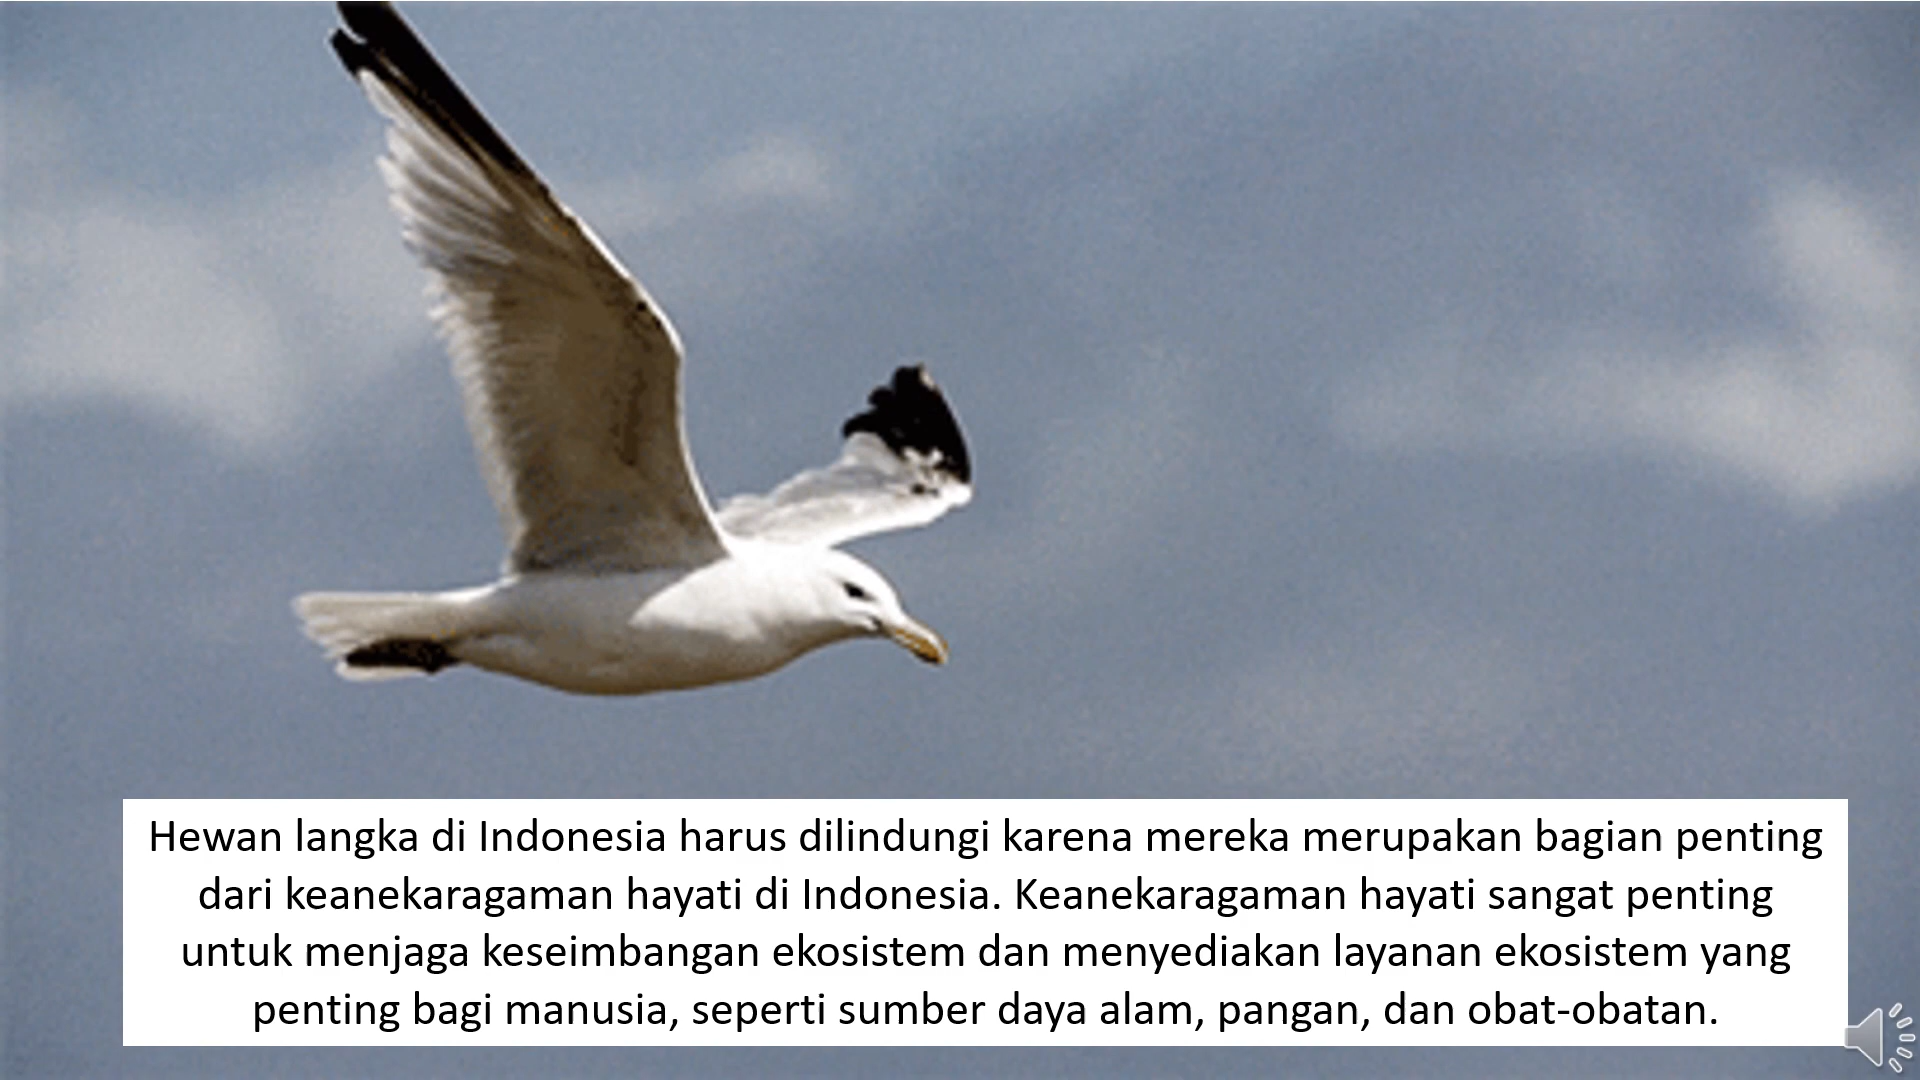 Hewan langka di Indonesia harus dilindungi karena mereka merupakan bagian penting
dari keanekaragaman hayati di Indonesia. Keanekaragaman hayati sangat penting
untuk menjaga keseimbangan ekosistem dan menyediakan layanan ekosistem yang
penting bagi manusia, seperti sumber daya alam, pangan, dan obat-obatan.